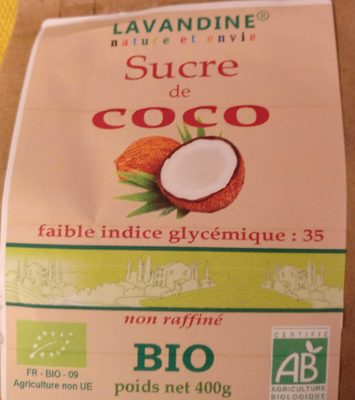 LAVANDINE®
nature et envie
Sucre
de
coco
faible indice glycémique : 35
non raffiné
FR - BIO - 09
Agriculture non UE
BIO
poids net 400g
CERTIFIÉ
AB
AGRICULTURE
BIOLOGIQUE